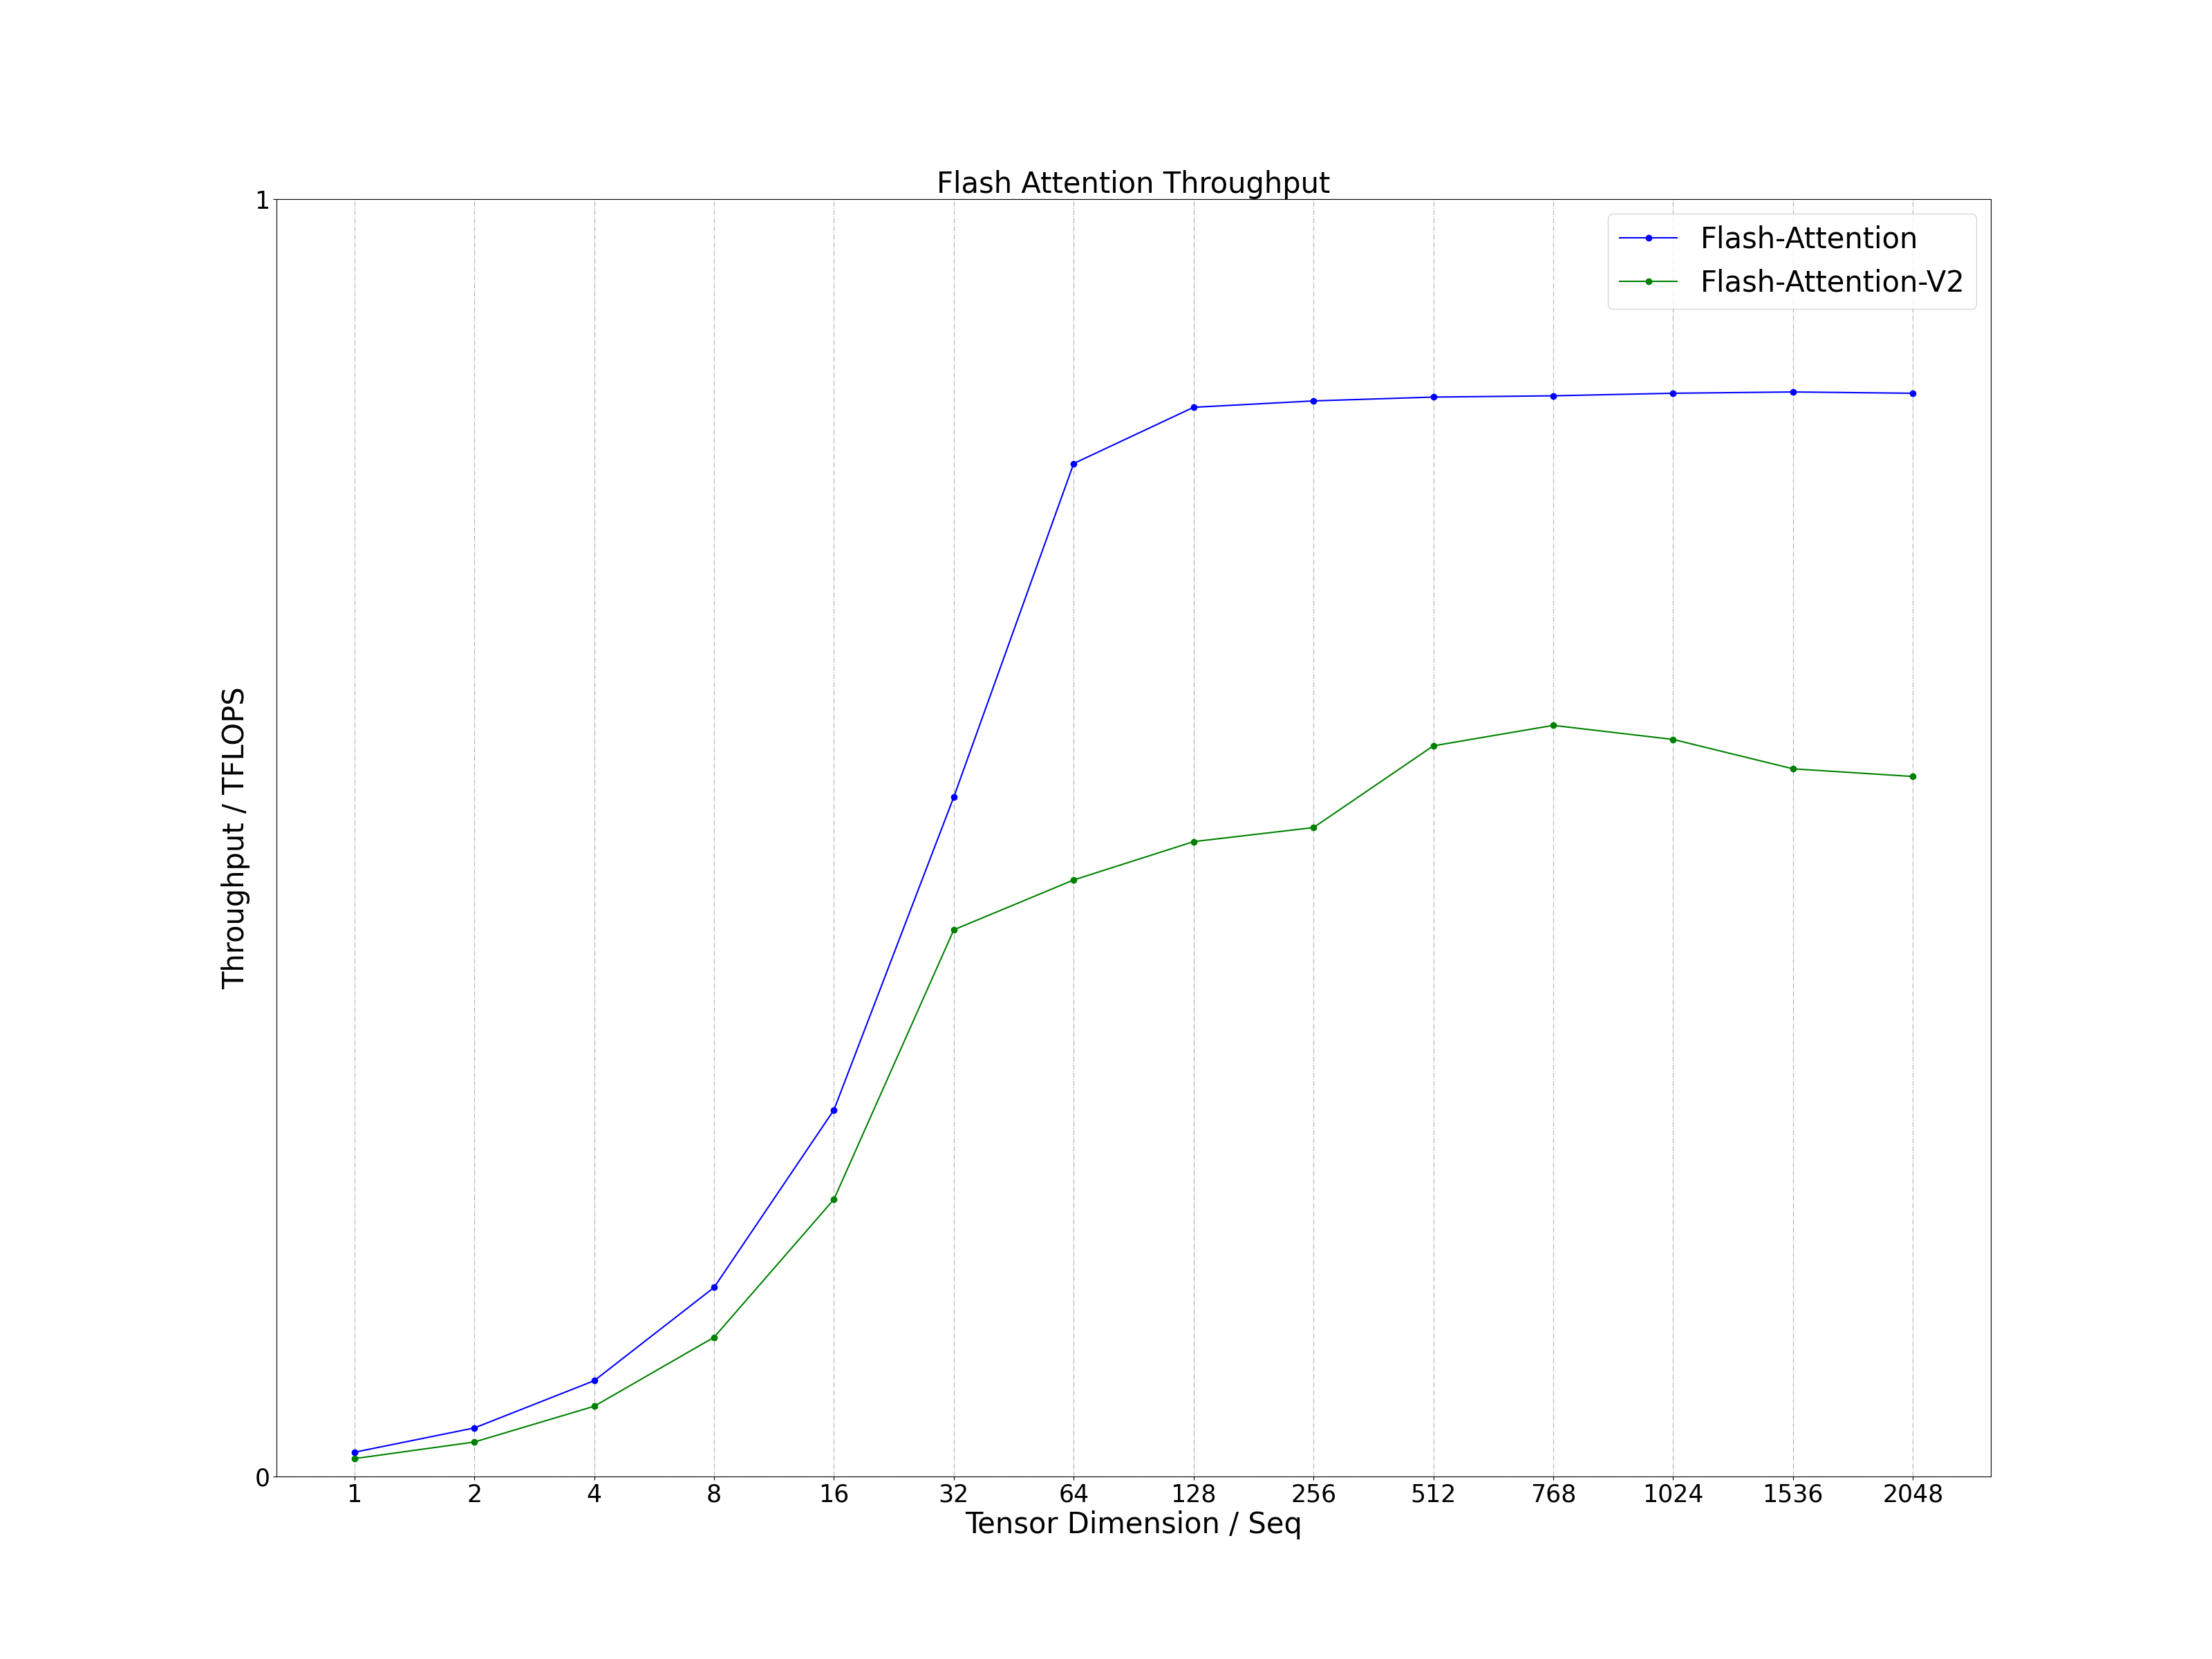 Flash Attention Throughput
1
Flash-Attention
Flash-Attention-V2
Throughput / TFLOPS
0
1 2 4 8 16 32 64 128 256 512 768 1024 1536 2048
Tensor Dimension / Seq